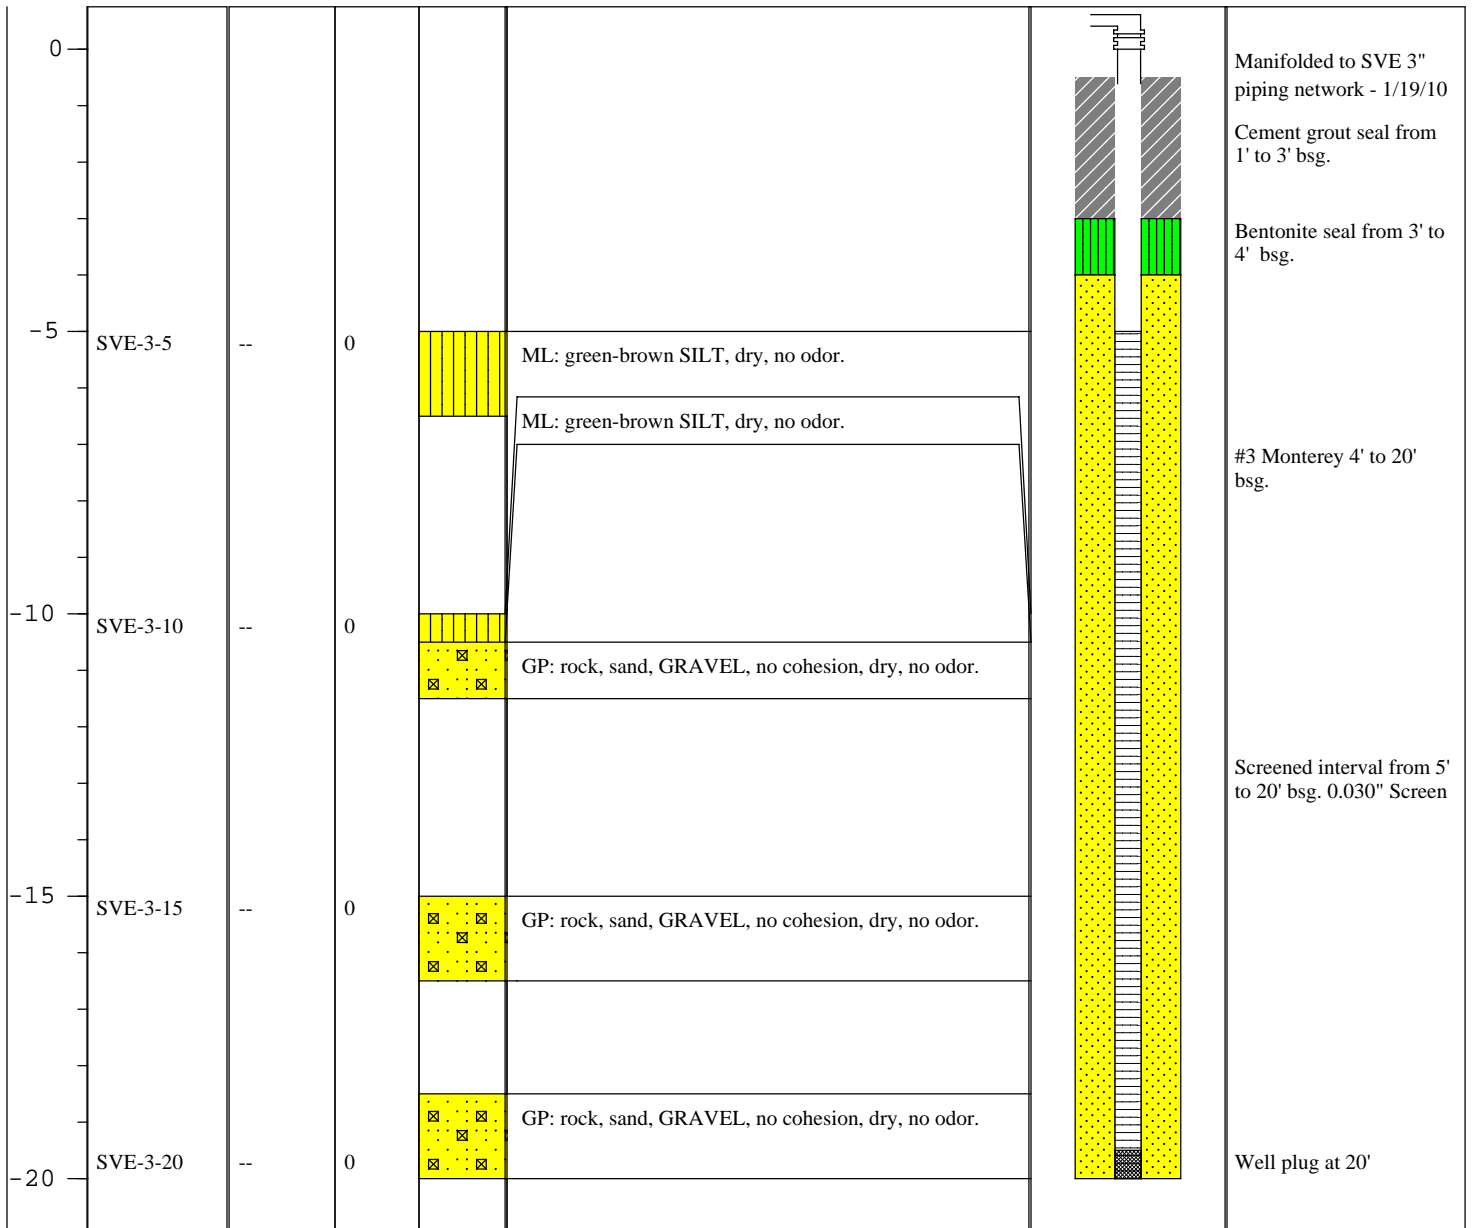 0
Manifolded to SVE 3"
piping network - 1/19/10
Cement grout seal from
1' to 3' bsg.
Bentonite seal from 3' to
4' bsg.
-5
SVE-3-5 -- 0
ML: green-brown SILT, dry, no odor.
ML: green-brown SILT, dry, no odor.
#3 Monterey 4' to 20'
bsg.
-10
SVE-3-10 -- 0
GP: rock, sand, GRAVEL, no cohesion, dry, no odor.
Screened interval from 5'
to 20' bsg. 0.030" Screen
-15
SVE-3-15 -- 0
GP: rock, sand, GRAVEL, no cohesion, dry, no odor.
GP: rock, sand, GRAVEL, no cohesion, dry, no odor.
SVE-3-20 -- 0
Well plug at 20'
-20